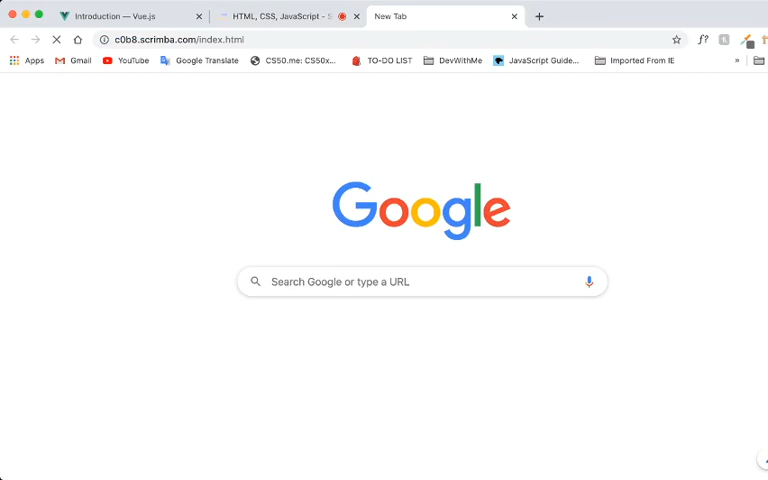 Introduction — Vue.js
HTML, CSS, JavaScript - S
New Tab
c0b8.scrimba.com/index.html
f?
Apps
Gmail
YouTube
Google Translate
CS50.me: CS50x...
TO-DO LIST
DevWithMe
JavaScript Guide...
Imported From IE
»
Google
Search Google or type a URL